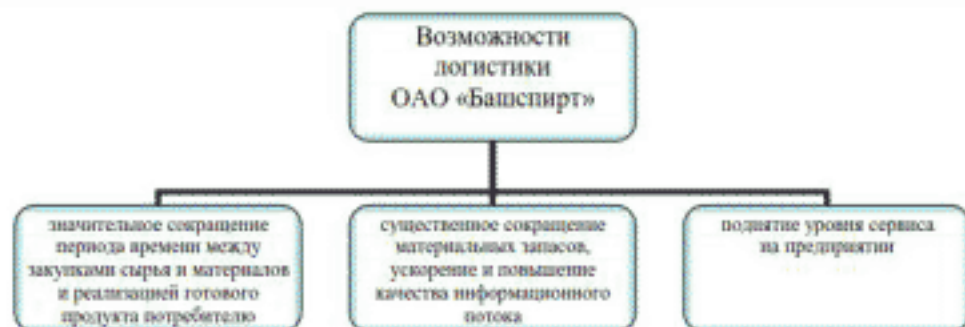 Возможности
логистики
ОАО «Башспирт»
значительное сокращение
периода времени между
закупками сырья и материалов
и реализацией готового
продукта потребителю
существенное сокращение
материальных запасов,
ускорение и повышение
качества информационного
потока
поднятие уровня сервиса
на предприятии